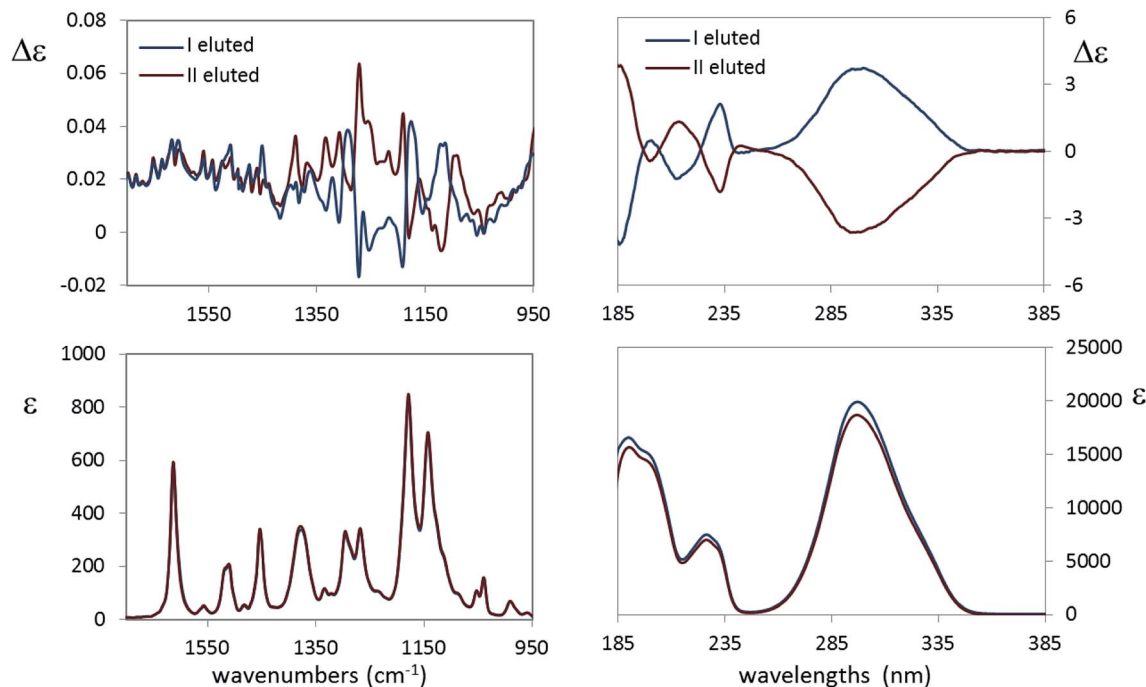 0.08
Δε
I eluted
II eluted
0.06
0.04
0.02
0
-0.02
1550 1350 1150 950
6
Δε
I eluted
II eluted
3
0
-3
-6
185 235 285 335 385
1000
ε
800
600
400
200
0
1550 1350 1150 950
wavenumbers (cm-1)
25000
ε
20000
15000
10000
5000
0
185 235 285 335 385
wavelengths (nm)